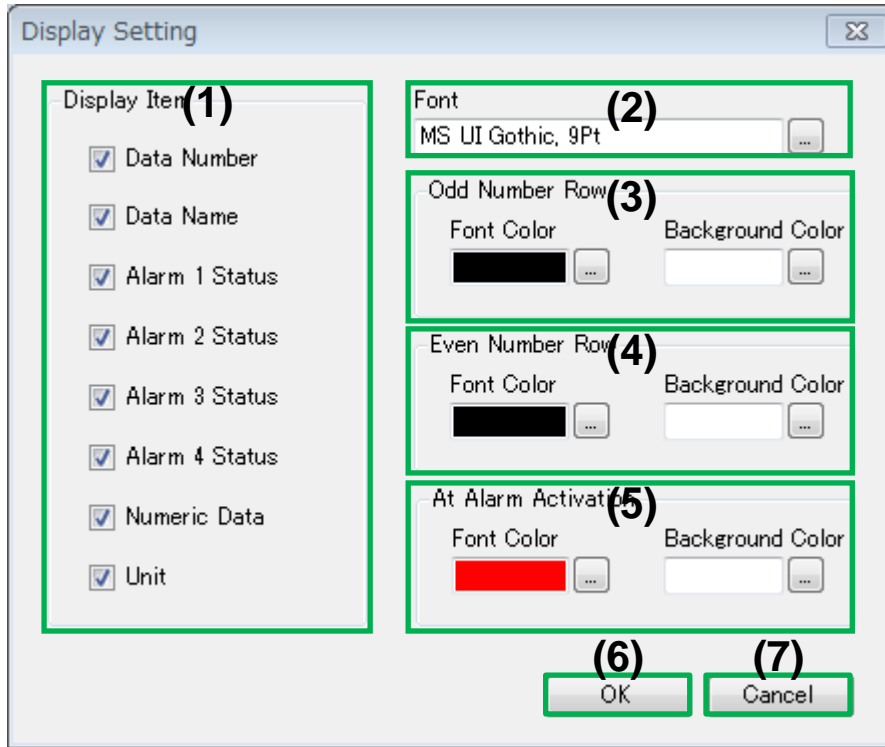 Display Setting
Display Item
(1)
Data Number
Data Name
Alarm 1 Status
Alarm 2 Status
Alarm 3 Status
Alarm 4 Status
Numeric Data
Unit
Font
(2)
MS UI Gothic, 9Pt
...
Odd Number Row
(3)
Font Color
Background Color
...
...
Even Number Row
(4)
Font Color
Background Color
...
...
At Alarm Activation
(5)
Font Color
Background Color
...
...
(6)
(7)
OK
Cancel